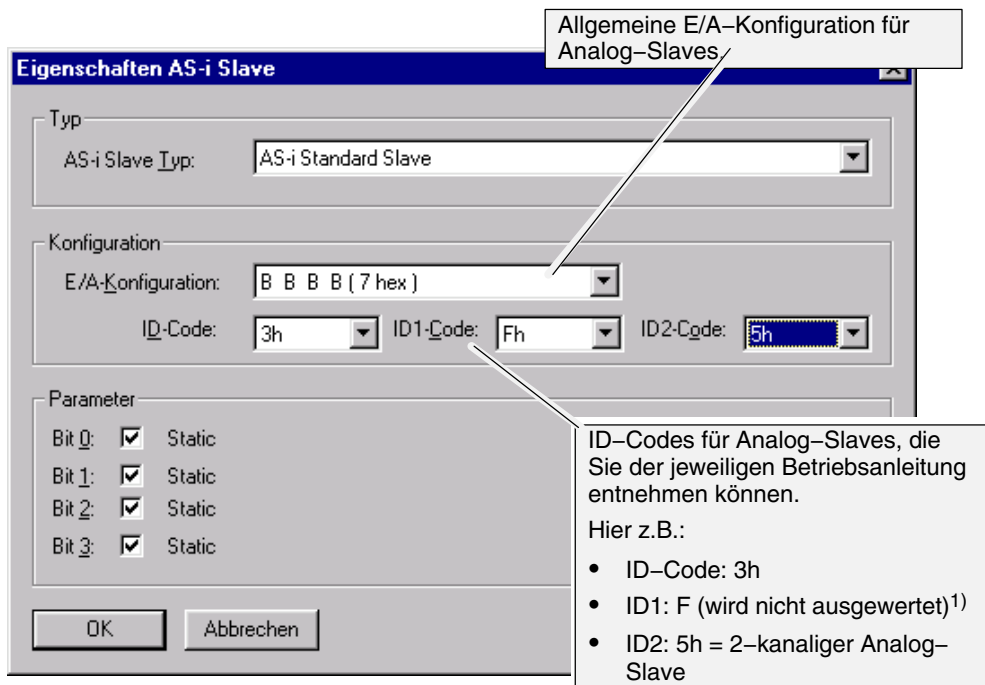 Allgemeine E/A–Konfiguration für
Analog–Slaves.
Eigenschaften AS-i Slave
Typ
AS-i Slave Typ: AS-i Standard Slave
Konfiguration
E/A-Konfiguration: B B B B ( 7 hex )
ID-Code: 3h ID1-Code: Fh ID2-Code: 5h
Parameter
Bit 0: Static
Bit 1: Static
Bit 2: Static
Bit 3: Static
OK Abbrechen
ID–Codes für Analog–Slaves, die
Sie der jeweiligen Betriebsanleitung
entnehmen können.
Hier z.B.:
• ID–Code: 3h
• ID1: F (wird nicht ausgewertet)1)
• ID2: 5h = 2–kanaliger Analog–
Slave